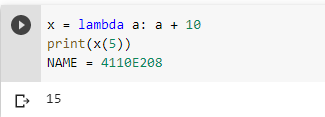 x = lambda a: a + 10
print(x(5))
NAME = 4110E208
15